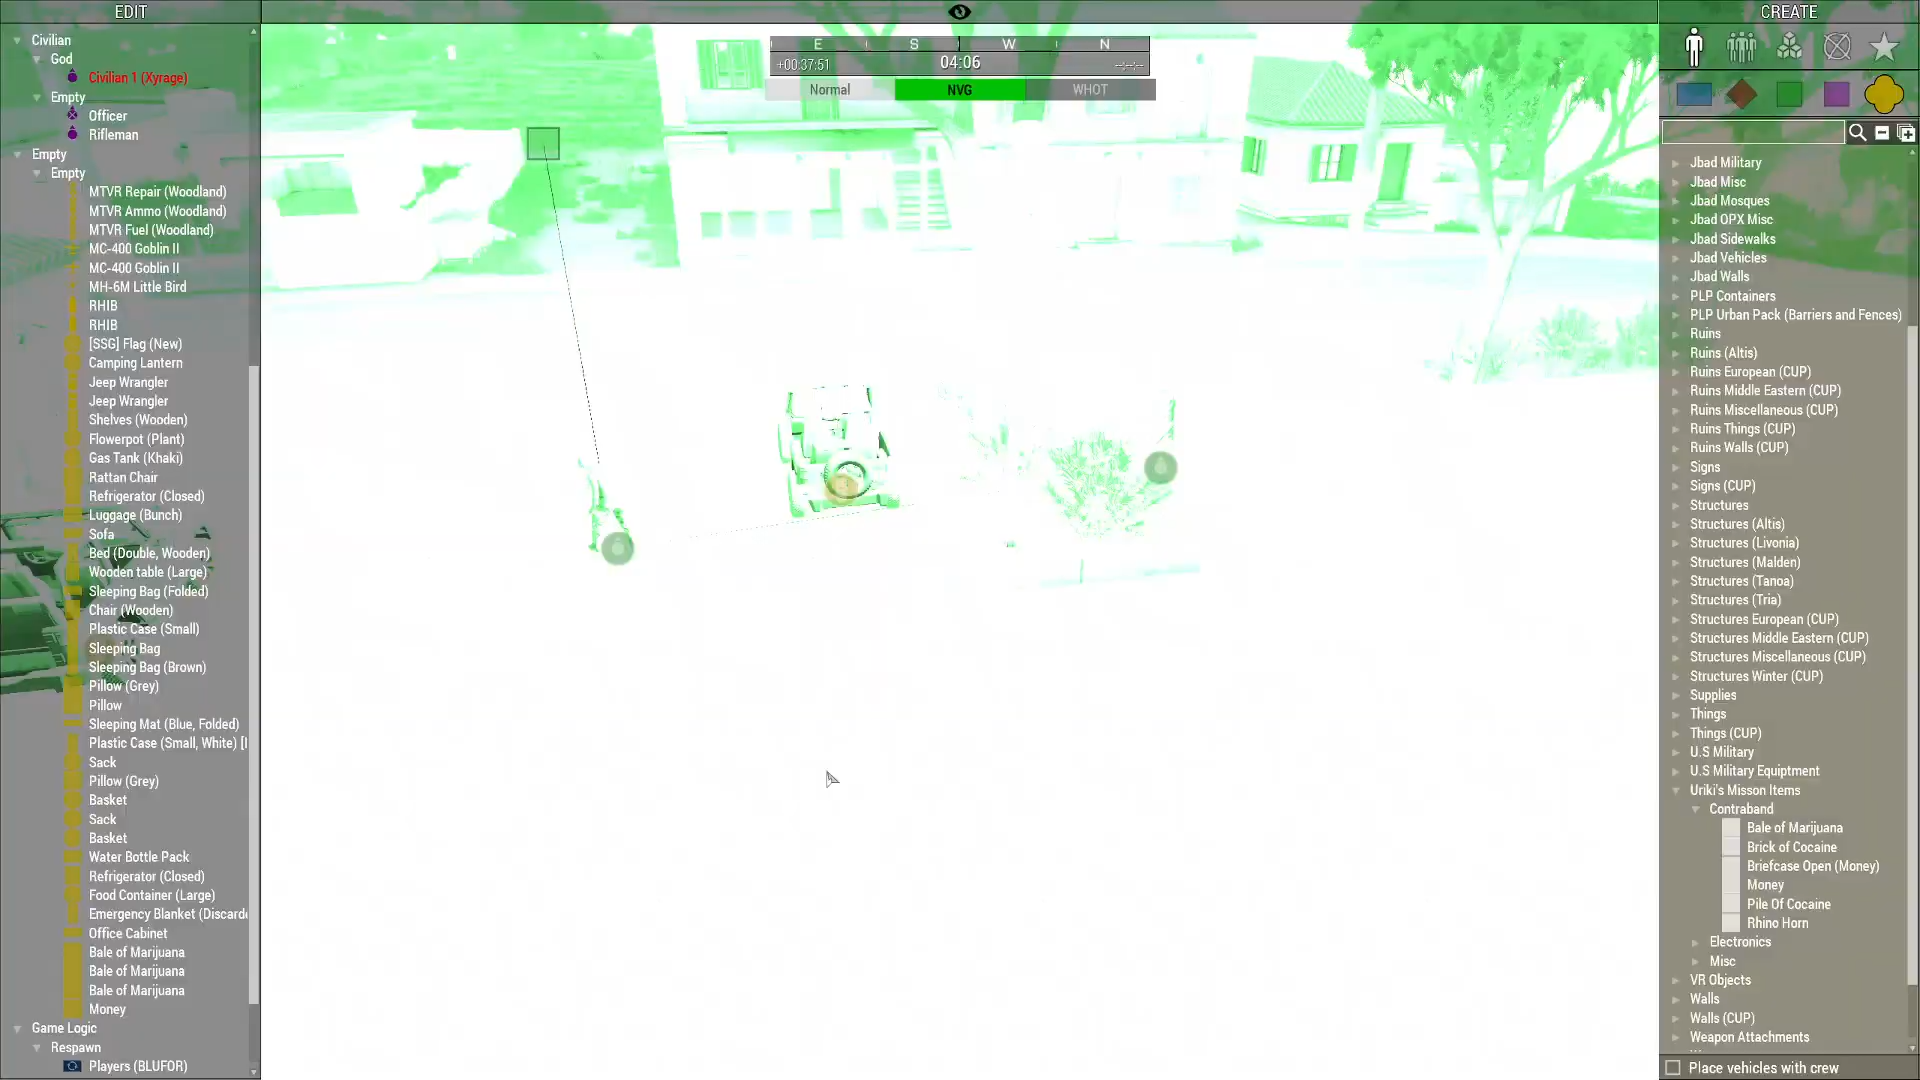 EDIT
Civilian
God
Civilian 1 (Xyrage)
Empty
Officer
Rifleman
Empty
Empty
MTVR Repair (Woodland)
MTVR Ammo (Woodland)
MTVR Fuel (Woodland)
MC-400 Goblin II
MC-400 Goblin II
MH-6M Little Bird
RHIB
RHIB
[SSG] Flag (New)
Camping Lantern
Jeep Wrangler
Jeep Wrangler
Shelves (Wooden)
Flowerpot (Plant)
Gas Tank (Khaki)
Rattan Chair
Refrigerator (Closed)
Luggage (Bunch)
Sofa
Bed (Double, Wooden)
Wooden table (Large)
Sleeping Bag (Folded)
Chair (Wooden)
Plastic Case (Small)
Sleeping Bag
Sleeping Bag (Brown)
Pillow (Grey)
Pillow
Sleeping Mat (Blue, Folded)
Plastic Case (Small, White) [I
Sack
Pillow (Grey)
Basket
Sack
Basket
Water Bottle Pack
Refrigerator (Closed)
Food Container (Large)
Emergency Blanket (Discarde
Office Cabinet
Bale of Marijuana
Bale of Marijuana
Bale of Marijuana
Money
Game Logic
Respawn
Players (BLUFOR)
E S W N
+00:37:51 04:06 --:--:--
Normal NVG WHOT
CREATE
Jbad Military
Jbad Misc
Jbad Mosques
Jbad OPX Misc
Jbad Sidewalks
Jbad Vehicles
Jbad Walls
PLP Containers
PLP Urban Pack (Barriers and Fences)
Ruins
Ruins (Altis)
Ruins European (CUP)
Ruins Middle Eastern (CUP)
Ruins Miscellaneous (CUP)
Ruins Things (CUP)
Ruins Walls (CUP)
Signs
Signs (CUP)
Structures
Structures (Altis)
Structures (Livonia)
Structures (Malden)
Structures (Tanoa)
Structures (Tria)
Structures European (CUP)
Structures Middle Eastern (CUP)
Structures Miscellaneous (CUP)
Structures Winter (CUP)
Supplies
Things
Things (CUP)
U.S Military
U.S Military Equiptment
Uriki's Misson Items
Contraband
Bale of Marijuana
Brick of Cocaine
Briefcase Open (Money)
Money
Pile Of Cocaine
Rhino Horn
Electronics
Misc
VR Objects
Walls
Walls (CUP)
Weapon Attachments
Place vehicles with crew